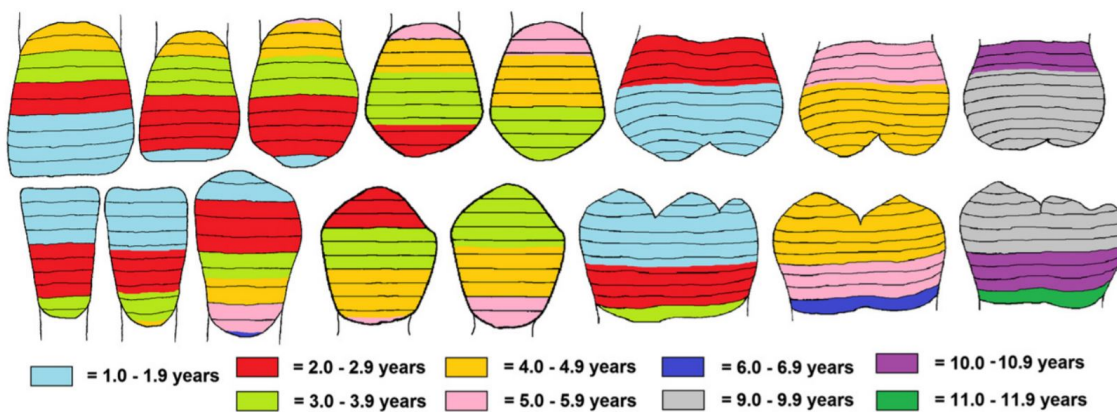 = 1.0 - 1.9 years
= 2.0 - 2.9 years
= 4.0 - 4.9 years
= 6.0 - 6.9 years
= 10.0 -10.9 years
= 3.0 - 3.9 years
= 5.0 - 5.9 years
= 9.0 - 9.9 years
= 11.0 - 11.9 years